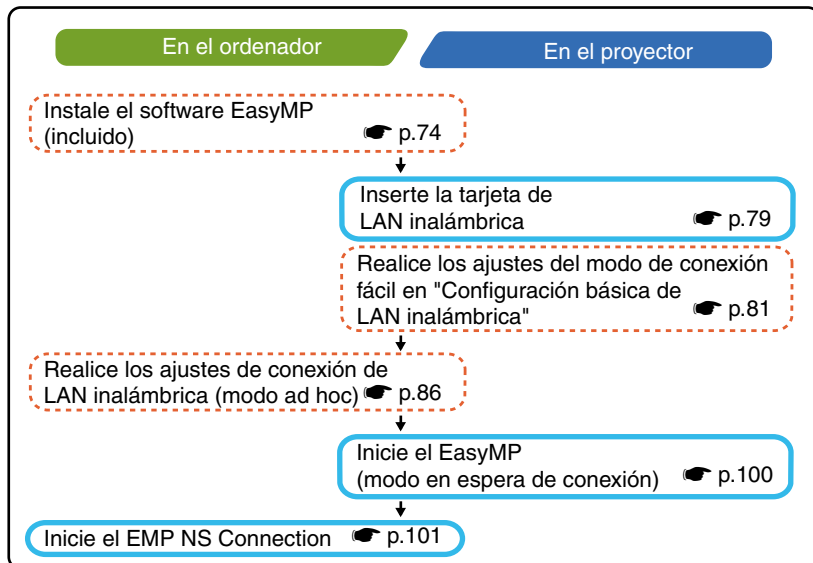 En el ordenador
En el proyector
Instale el software EasyMP
(incluido) ☛ p.74
Inserte la tarjeta de
LAN inalámbrica ☛ p.79
Realice los ajustes del modo de conexión
fácil en "Configuración básica de
LAN inalámbrica" ☛ p.81
Realice los ajustes de conexión de
LAN inalámbrica (modo ad hoc) ☛ p.86
Inicie el EasyMP
(modo en espera de conexión) ☛ p.100
Inicie el EMP NS Connection ☛ p.101